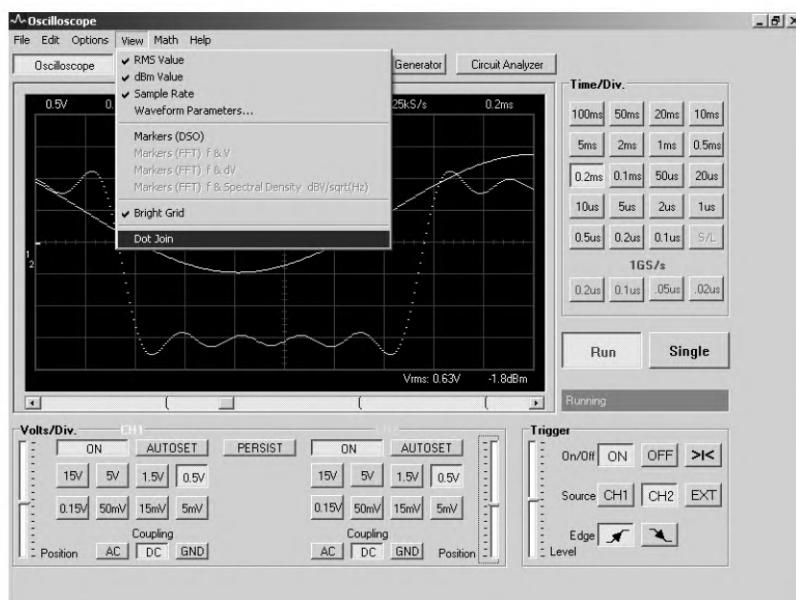 Oscilloscope
File Edit Options View Math Help
Oscilloscope
Generator
Circuit Analyzer
RMS Value
dBm Value
Sample Rate
Waveform Parameters...
Markers (DSO)
Markers (FFT) f & V
Markers (FFT) f & dV
Markers (FFT) f & Spectral Density dBV/sqrt(Hz)
Bright Grid
Dot Join
0.5V 0. 25kS/s 0.2ms
1
2
Vrms: 0.63V -1.8dBm
Time/Div.
100ms 50ms 20ms 10ms
5ms 2ms 1ms 0.5ms
0.2ms 0.1ms 50us 20us
10us 5us 2us 1us
0.5us 0.2us 0.1us S/L
1GS/s
0.2us 0.1us .05us .02us
Run Single
Running
Volts/Div. CH1 CH2
ON AUTOSET PERSIST ON AUTOSET
15V 5V 1.5V 0.5V 15V 5V 1.5V 0.5V
0.15V 50mV 15mV 5mV 0.15V 50mV 15mV 5mV
Coupling Coupling
Position AC DC GND AC DC GND Position
Trigger
On/Off ON OFF >I<
Source CH1 CH2 EXT
Edge
Level